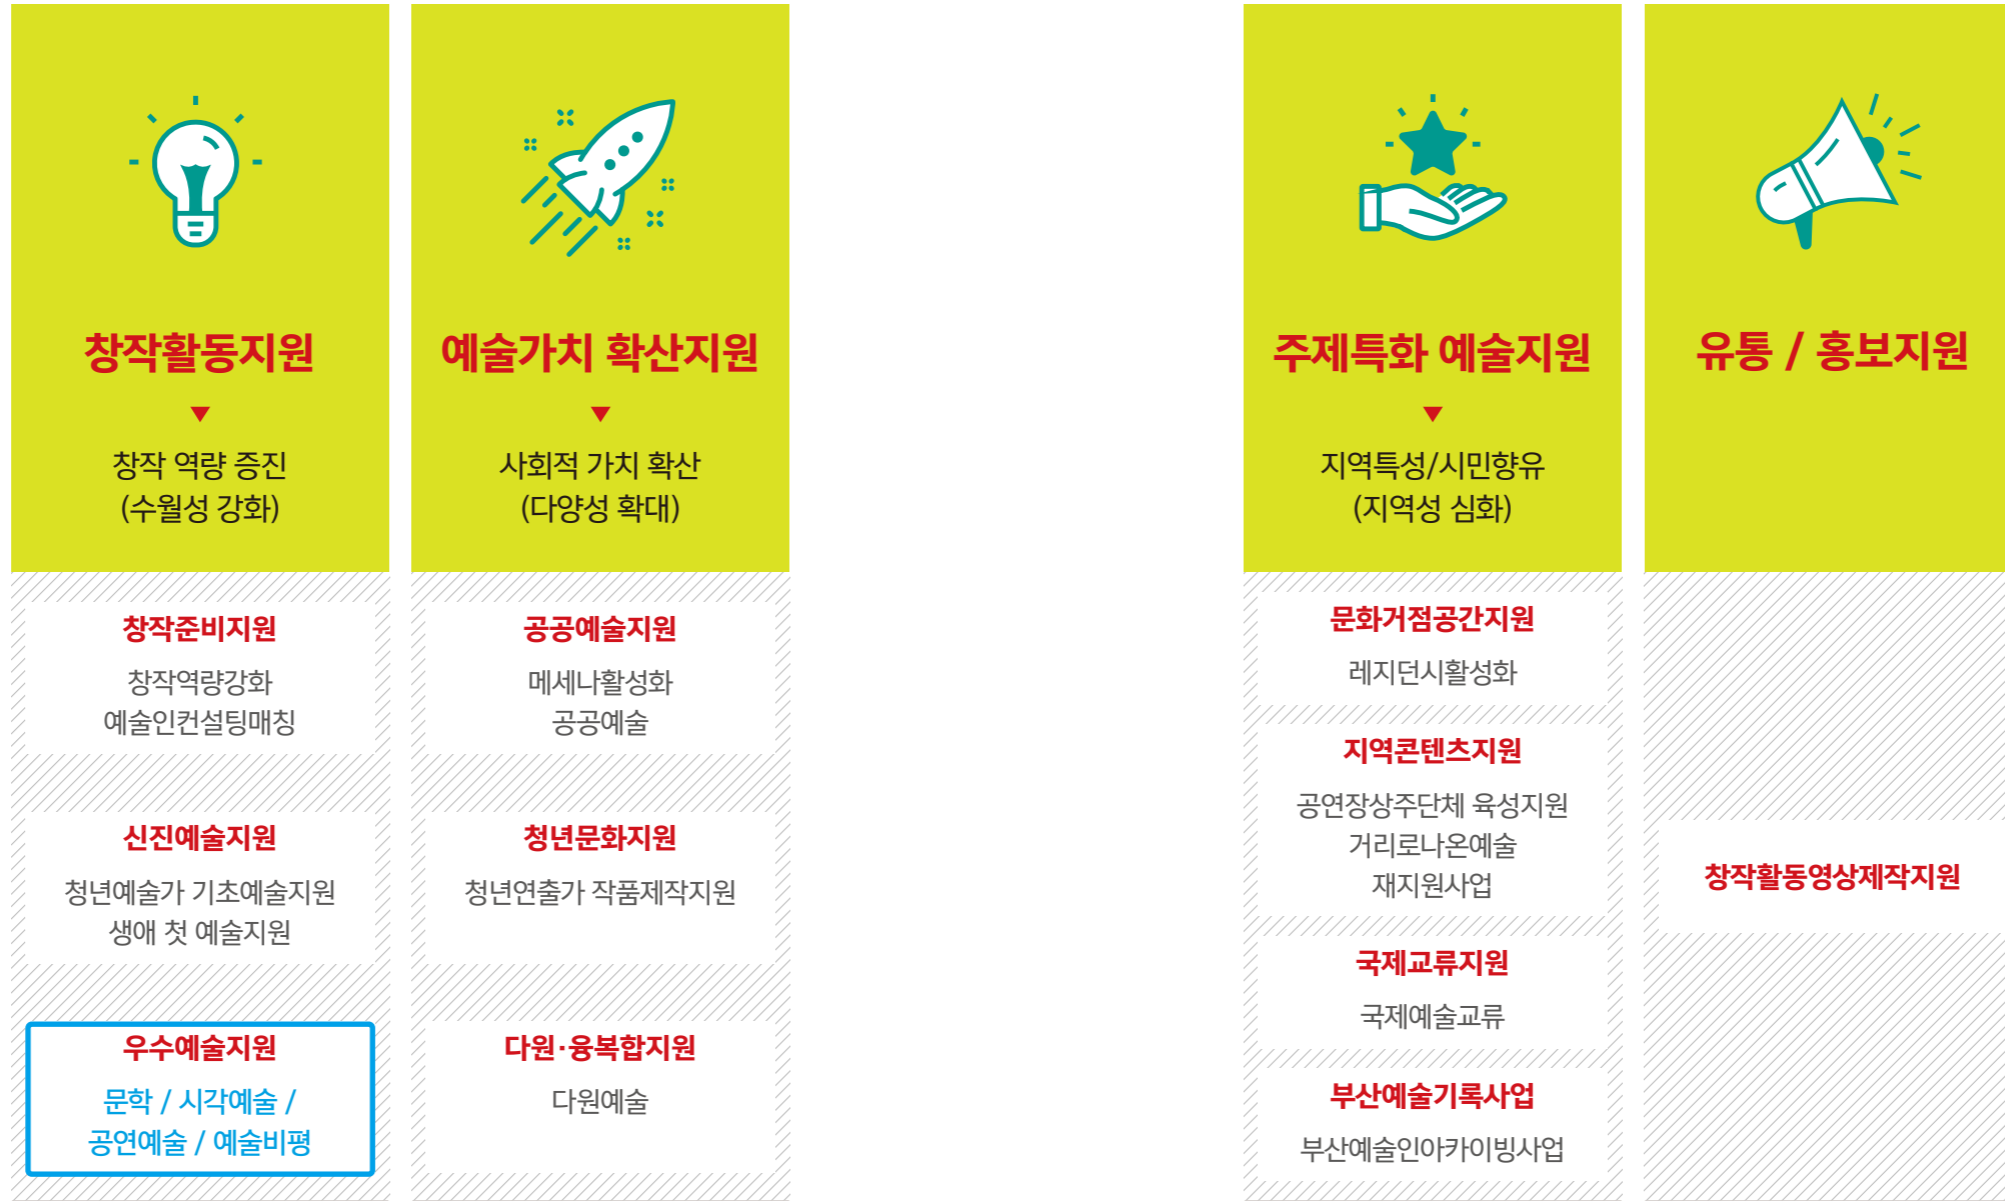 창작활동지원
창작 역량 증진
(수월성 강화)
창작준비지원
창작역량강화
예술인컨설팅매칭
신진예술지원
청년예술가 기초예술지원
생애 첫 예술지원
우수예술지원
문학 / 시각예술 /
공연예술 / 예술비평
예술가치 확산지원
사회적 가치 확산
(다양성 확대)
공공예술지원
메세나활성화
공공예술
청년문화지원
청년연출가 작품제작지원
다원·융복합지원
다원예술
주제특화 예술지원
지역특성/시민향유
(지역성 심화)
문화거점공간지원
레지던시활성화
지역콘텐츠지원
공연장상주단체 육성지원
거리로나온예술
재지원사업
국제교류지원
국제예술교류
부산예술기록사업
부산예술인아카이빙사업
유통 / 홍보지원
창작활동영상제작지원